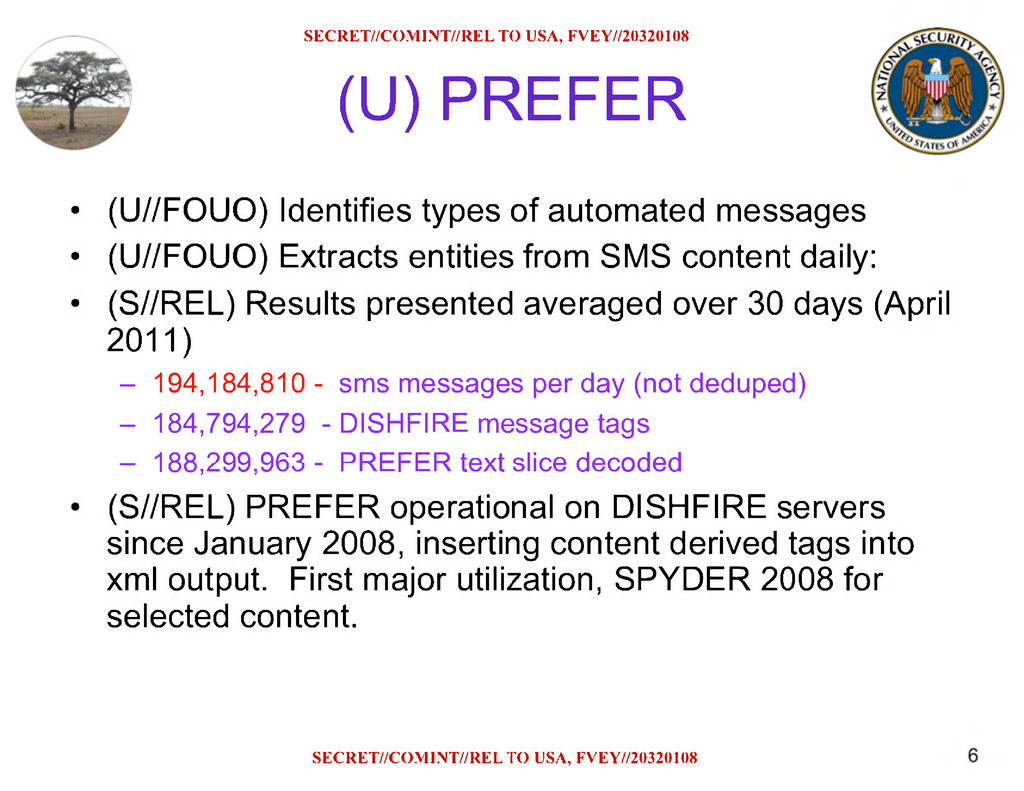 SECRET//COMINT//REL TO USA, FVEY//20320108
NATIONAL SECURITY AGENCY
UNITED STATES OF AMERICA
(U) PREFER
• (U//FOUO) Identifies types of automated messages
• (U//FOUO) Extracts entities from SMS content daily:
• (S//REL) Results presented averaged over 30 days (April
2011)
– 194,184,810 - sms messages per day (not deduped)
– 184,794,279 - DISHFIRE message tags
– 188,299,963 - PREFER text slice decoded
• (S//REL) PREFER operational on DISHFIRE servers
since January 2008, inserting content derived tags into
xml output. First major utilization, SPYDER 2008 for
selected content.
SECRET//COMINT//REL TO USA, FVEY//20320108
6